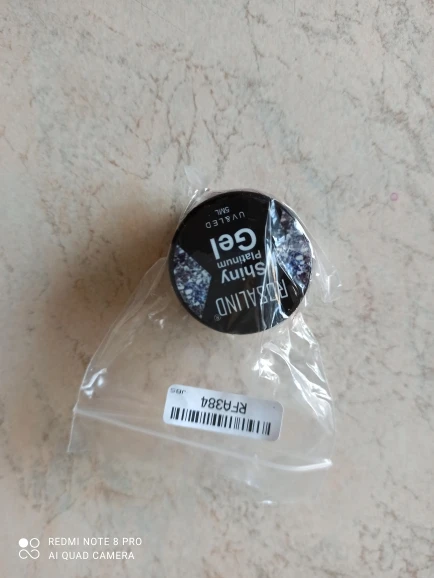 ROSALIND®
Shiny
Platinum
Gel
UV&LED
5ML
RFA384
REDMI NOTE 8 PRO
AI QUAD CAMERA